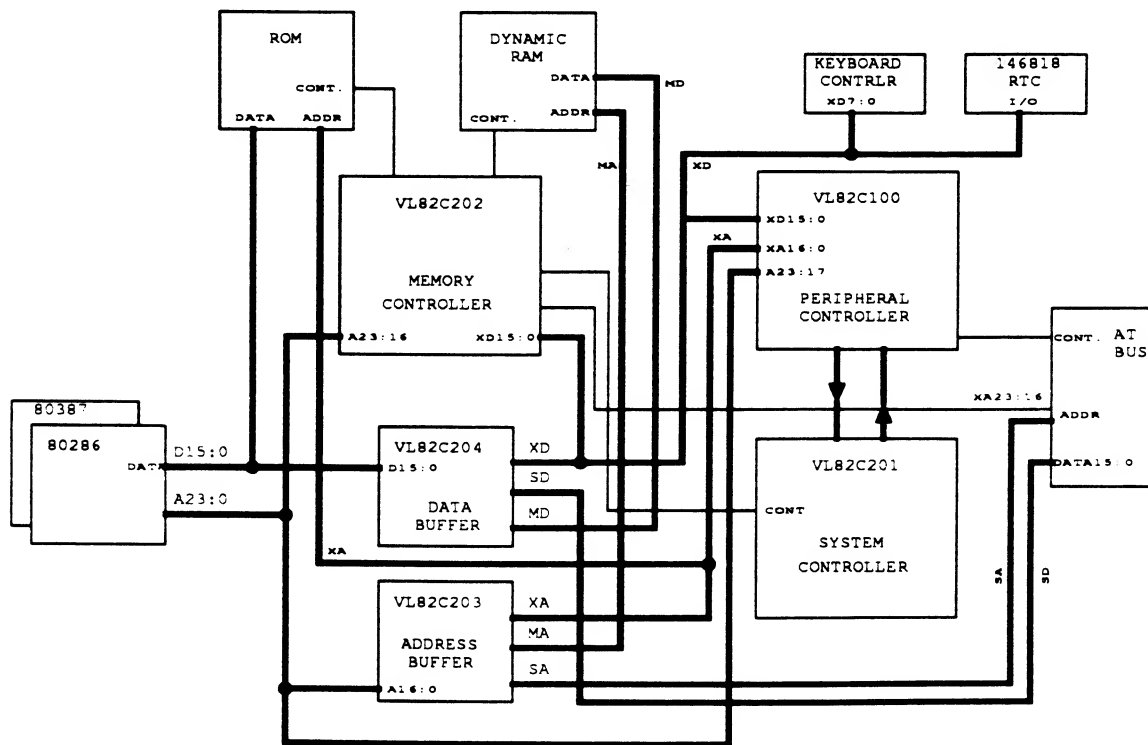 ROM
CONT.
DATA
ADDR
DYNAMIC
RAM
DATA
ADDR
CONT.
MD
MA
KEYBOARD
CONTRLR
XD7:0
146818
RTC
I/O
XD
VL82C202
MEMORY
CONTROLLER
A23:16
XD15:0
VL82C100
XD15:0
XA16:0
A23:17
PERIPHERAL
CONTROLLER
XA
AT
BUS
CONT.
XA23:16
ADDR
DATA15:0
80387
80286
DATA
D15:0
A23:0
VL82C204
D15:0
DATA
BUFFER
XD
SD
MD
VL82C201
CONT
SYSTEM
CONTROLLER
XA
VL82C203
ADDRESS
BUFFER
A16:0
XA
MA
SA
SA
SD